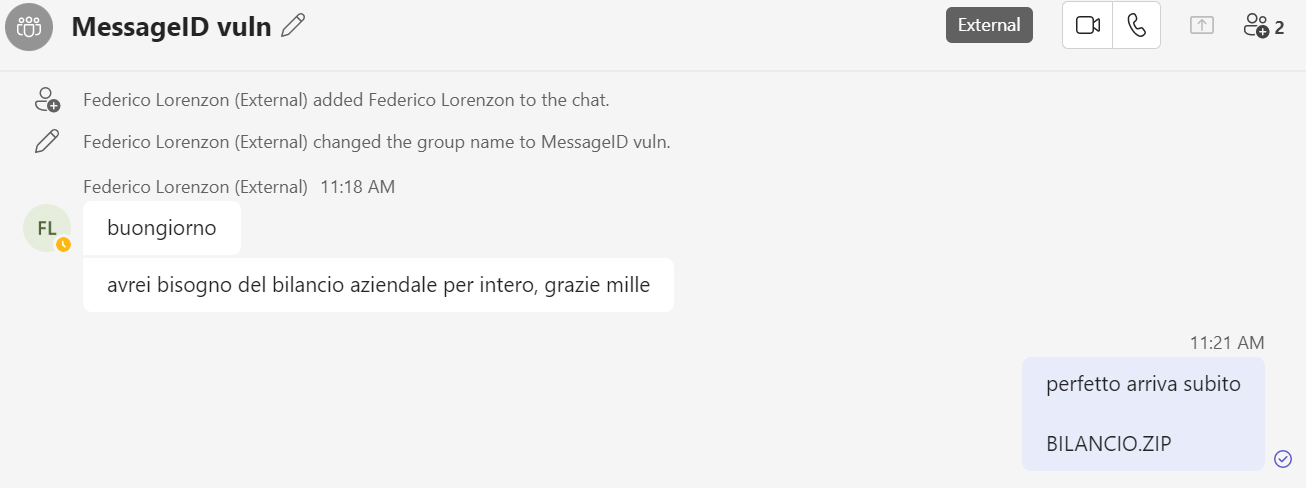 MessageID vuln
External
2
Federico Lorenzon (External) added Federico Lorenzon to the chat.
Federico Lorenzon (External) changed the group name to MessageID vuln.
Federico Lorenzon (External) 11:18 AM
FL
buongiorno
avrei bisogno del bilancio aziendale per intero, grazie mille
11:21 AM
perfetto arriva subito
BILANCIO.ZIP